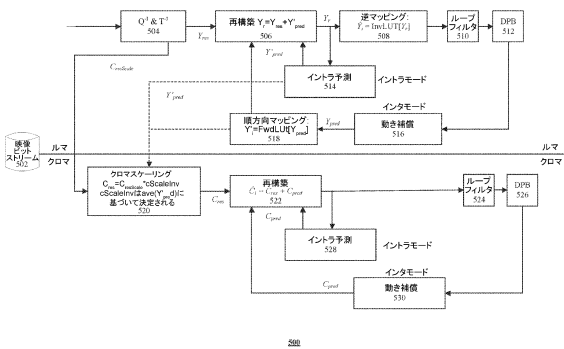 Q⁻¹ & T⁻¹
504
Yres
再構築 Yr=Yres+Y'pred
506
Yr
逆マッピング:
Ŷi = InvLUT[Yr]
508
ループ
フィルタ
510
DPB
512
CresScale
Y'pred
イントラ予測
514
イントラモード
Y'pred
インタモード
順方向マッピング:
Y'i=FwdLUt[Ypred]
518
Ypred
動き補償
516
映像
ビット
ストリーム
502
ルマ
クロマ
ルマ
クロマ
クロマスケーリング
Cres=CresScale*cScaleInv
cScaleInvはave(Y'pred)に
基づいて決定される
520
Cres
再構築
Ĉi = Cres + Cpred
522
ループ
フィルタ
524
DPB
526
Cpred
イントラ予測
528
イントラモード
インタモード
Cpred
動き補償
530
500